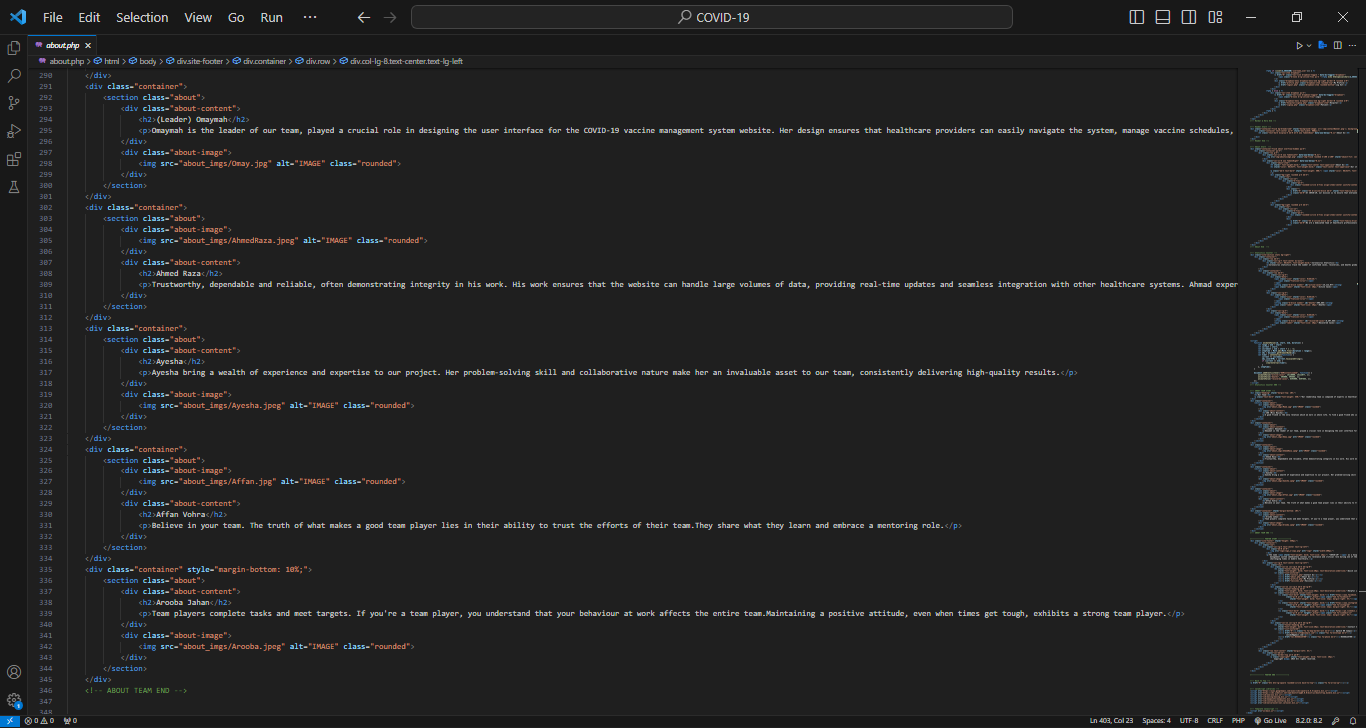 File Edit Selection View Go Run ··· COVID-19
about.php
about.php > html > body > div.site-footer > div.container > div.row > div.col-lg-8.text-center.text-lg-left
290 </div>
291 <div class="container">
292 <section class="about">
293 <div class="about-content">
294 <h2>(Leader) Omaymah</h2>
295 <p>Omaymah is the leader of our team, played a crucial role in designing the user interface for the COVID-19 vaccine management system website. Her design ensures that healthcare providers can easily navigate the system, manage vaccine schedules,
296 </div>
297 <div class="about-image">
298 <img src="about_imgs/Omay.jpg" alt="IMAGE" class="rounded">
299 </div>
300 </section>
301 </div>
302 <div class="container">
303 <section class="about">
304 <div class="about-image">
305 <img src="about_imgs/AhmedRaza.jpeg" alt="IMAGE" class="rounded">
306 </div>
307 <div class="about-content">
308 <h2>Ahmed Raza</h2>
309 <p>Trustworthy, dependable and reliable, often demonstrating integrity in his work. His work ensures that the website can handle large volumes of data, providing real-time updates and seamless integration with other healthcare systems. Ahmad exper
310 </div>
311 </section>
312 </div>
313 <div class="container">
314 <section class="about">
315 <div class="about-content">
316 <h2>Ayesha</h2>
317 <p>Ayesha bring a wealth of experience and expertise to our project. Her problem-solving skill and collaborative nature make her an invaluable asset to our team, consistently delivering high-quality results.</p>
318 </div>
319 <div class="about-image">
320 <img src="about_imgs/Ayesha.jpeg" alt="IMAGE" class="rounded">
321 </div>
322 </section>
323 </div>
324 <div class="container">
325 <section class="about">
326 <div class="about-image">
327 <img src="about_imgs/Affan.jpg" alt="IMAGE" class="rounded">
328 </div>
329 <div class="about-content">
330 <h2>Affan Vohra</h2>
331 <p>Believe in your team. The truth of what makes a good team player lies in their ability to trust the efforts of their team.They share what they learn and embrace a mentoring role.</p>
332 </div>
333 </section>
334 </div>
335 <div class="container" style="margin-bottom: 10%;">
336 <section class="about">
337 <div class="about-content">
338 <h2>Arooba Jahan</h2>
339 <p>Team players complete tasks and meet targets. If you're a team player, you understand that your behaviour at work affects the entire team.Maintaining a positive attitude, even when times get tough, exhibits a strong team player.</p>
340 </div>
341 <div class="about-image">
342 <img src="about_imgs/Arooba.jpeg" alt="IMAGE" class="rounded">
343 </div>
344 </section>
345 </div>
346 <!-- ABOUT TEAM END -->
347
348
0 0 0 Ln 403, Col 23 Spaces: 4 UTF-8 CRLF PHP Go Live 8.2.0: 8.2